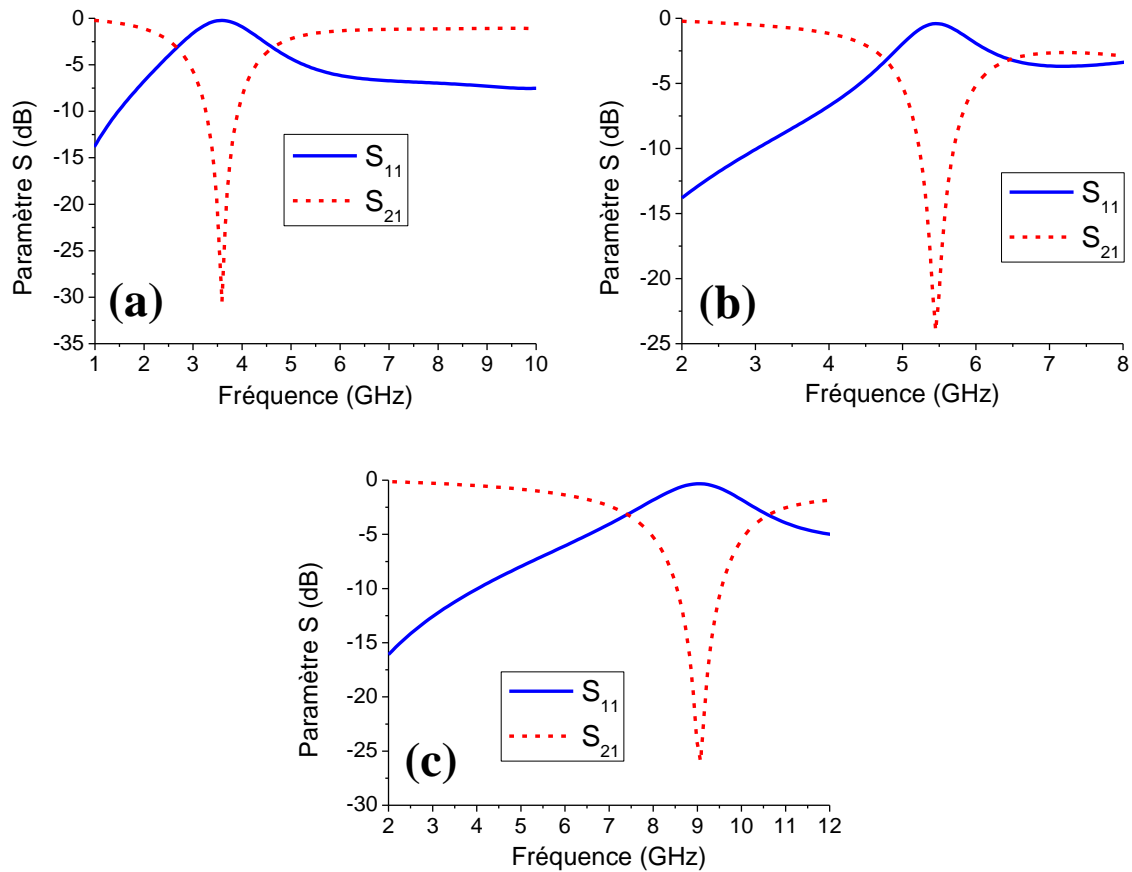 0
-5
-10
-15
-20
-25
-30
-35
Paramètre S (dB)
1 2 3 4 5 6 7 8 9 10
Fréquence (GHz)
S11
S21
(a)
0
-5
-10
-15
-20
-25
Paramètre S (dB)
2 3 4 5 6 7 8
Fréquence (GHz)
S11
S21
(b)
0
-5
-10
-15
-20
-25
-30
Paramètre S (dB)
2 3 4 5 6 7 8 9 10 11 12
Fréquence (GHz)
S11
S21
(c)